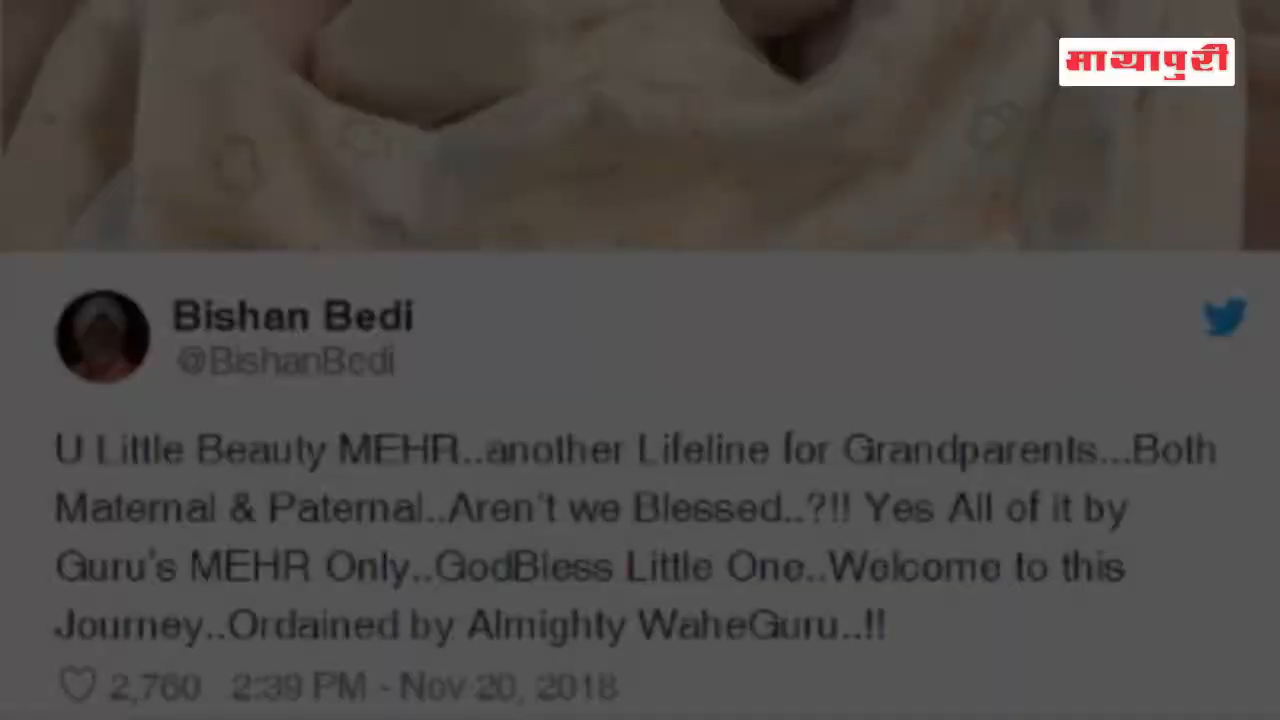 मायापुरी
Bishan Bedi
@BishanBedi
U Little Beauty MEHR..another Lifeline for Grandparents...Both
Maternal & Paternal..Aren't we Blessed..?!! Yes All of it by
Guru's MEHR Only..GodBless Little One..Welcome to this
Journey..Ordained by Almighty WaheGuru..!!
2,760 2:39 PM - Nov 20, 2018